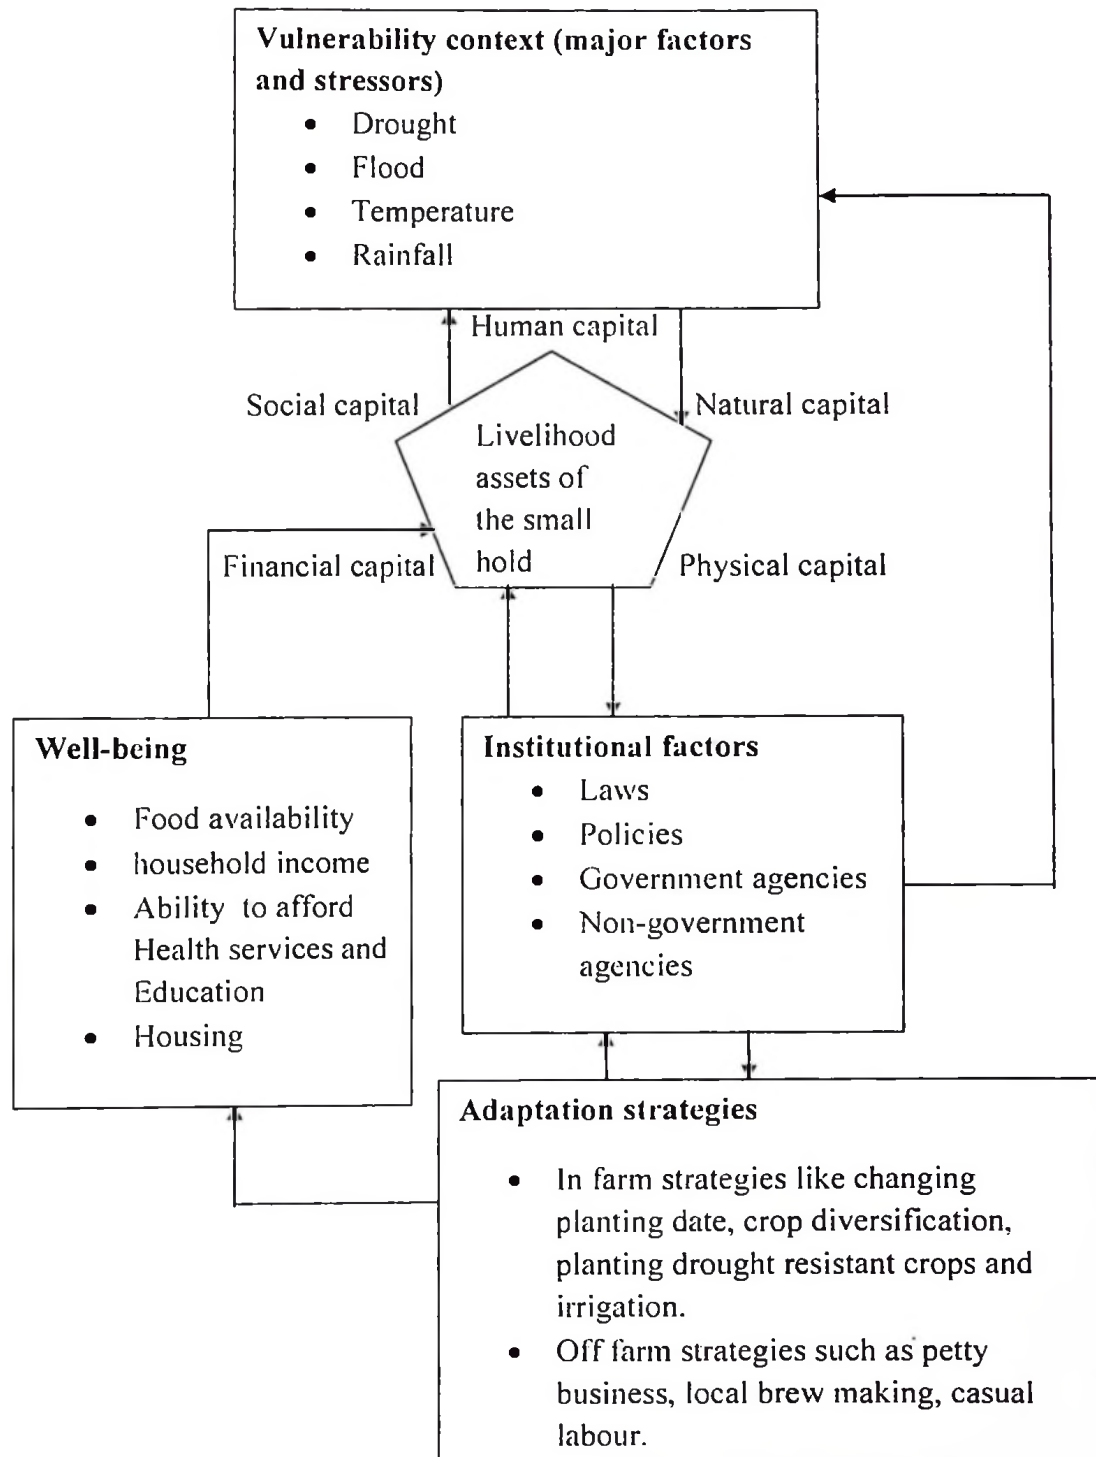 Vulnerability context (major factors
and stressors)
• Drought
• Flood
• Temperature
• Rainfall
Human capital
Social capital
Natural capital
Livelihood
assets of
the small
hold
Financial capital
Physical capital
Well-being
• Food availability
• household income
• Ability to afford
Health services and
Education
• Housing
Institutional factors
• Laws
• Policies
• Government agencies
• Non-government
agencies
Adaptation strategies
• In farm strategies like changing
planting date, crop diversification,
planting drought resistant crops and
irrigation.
• Off farm strategies such as petty
business, local brew making, casual
labour.